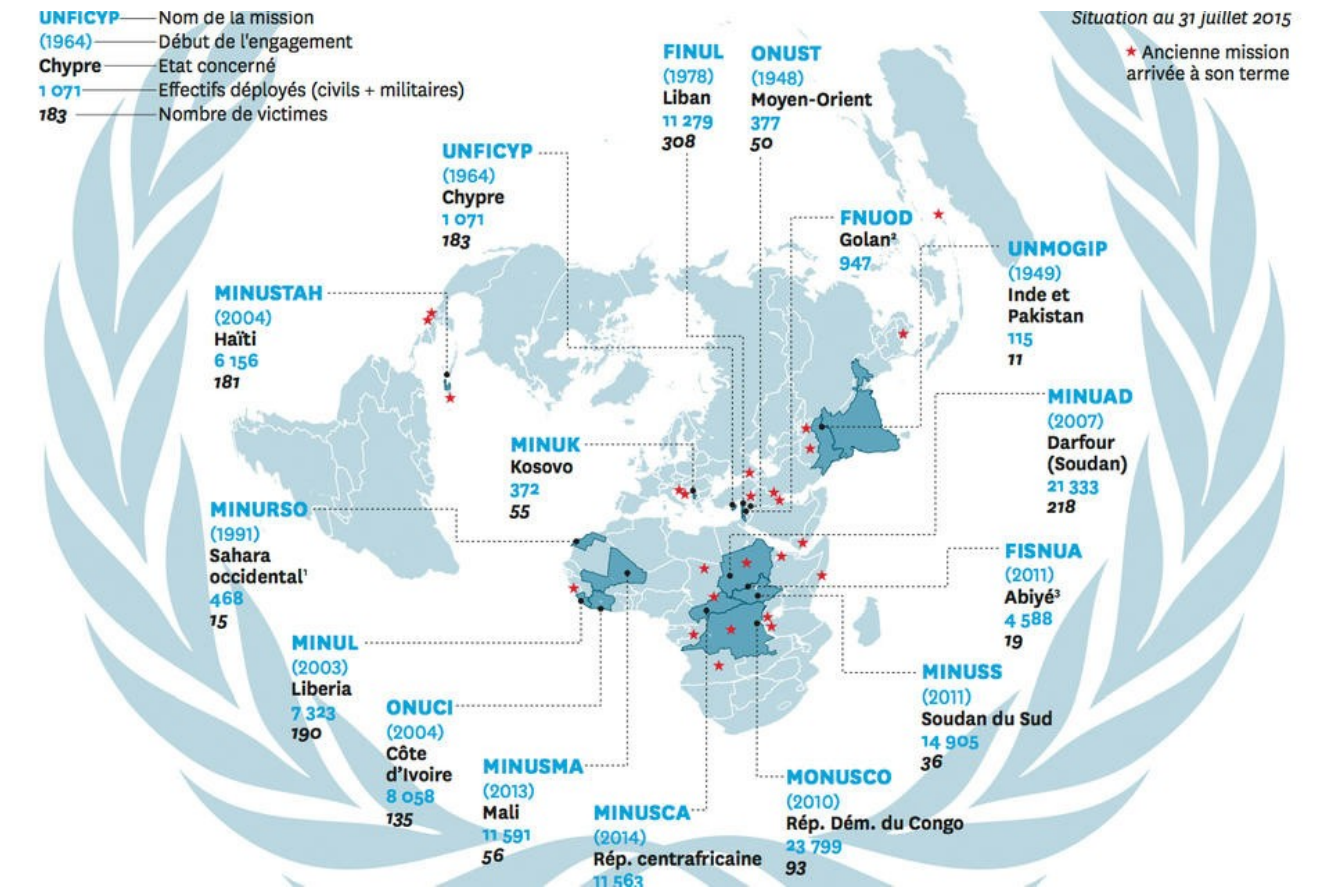 UNFICYP Nom de la mission
(1964) Début de l'engagement
Chypre Etat concerné
1 071 Effectifs déployés (civils + militaires)
183 Nombre de victimes
Situation au 31 juillet 2015
★ Ancienne mission
arrivée à son terme
FINUL
(1978)
Liban
11 279
308
ONUST
(1948)
Moyen-Orient
377
50
UNFICYP
(1964)
Chypre
1 071
183
FNUOD
Golan²
947
UNMOGIP
(1949)
Inde et
Pakistan
115
11
MINUSTAH
(2004)
Haïti
6 156
181
MINUAD
(2007)
Darfour
(Soudan)
21 333
218
MINUK
Kosovo
372
55
MINURSO
(1991)
Sahara
occidental¹
468
15
FISNUA
(2011)
Abiyé³
4 588
19
MINUL
(2003)
Liberia
7 323
190
MINUSS
(2011)
Soudan du Sud
14 905
36
ONUCI
(2004)
Côte
d'Ivoire
8 058
135
MINUSMA
(2013)
Mali
11 591
56
MINUSCA
(2014)
Rép. centrafricaine
11 563
MONUSCO
(2010)
Rép. Dém. du Congo
23 799
93